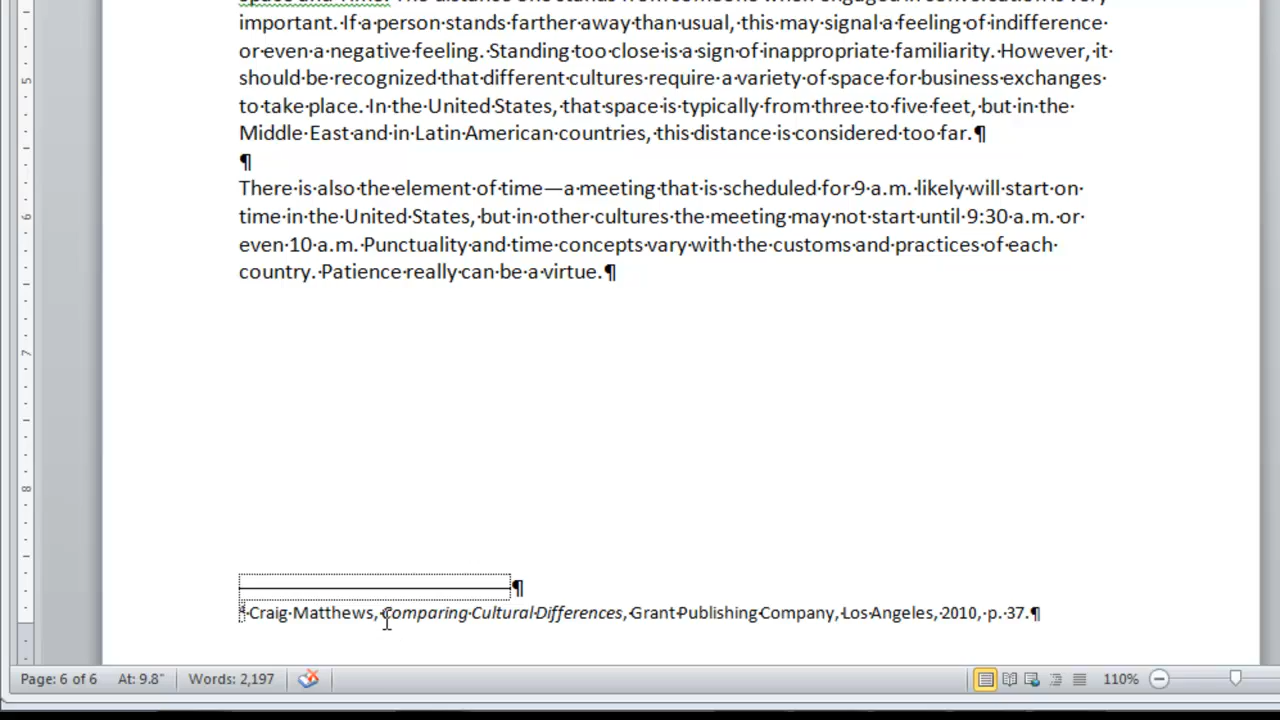 important. If a person stands farther away than usual, this may signal a feeling of indifference
or even a negative feeling. Standing too close is a sign of inappropriate familiarity. However, it
should be recognized that different cultures require a variety of space for business exchanges
to take place. In the United States, that space is typically from three to five feet, but in the
Middle East and in Latin American countries, this distance is considered too far.¶
¶
There is also the element of time—a meeting that is scheduled for 9 a.m. likely will start on
time in the United States, but in other cultures the meeting may not start until 9:30 a.m. or
even 10 a.m. Punctuality and time concepts vary with the customs and practices of each
country. Patience really can be a virtue.¶
¶
Craig Matthews, Comparing Cultural Differences, Grant Publishing Company, Los Angeles, 2010, p. 37.¶
5
6
7
8
Page: 6 of 6 At: 9.8" Words: 2,197 110%